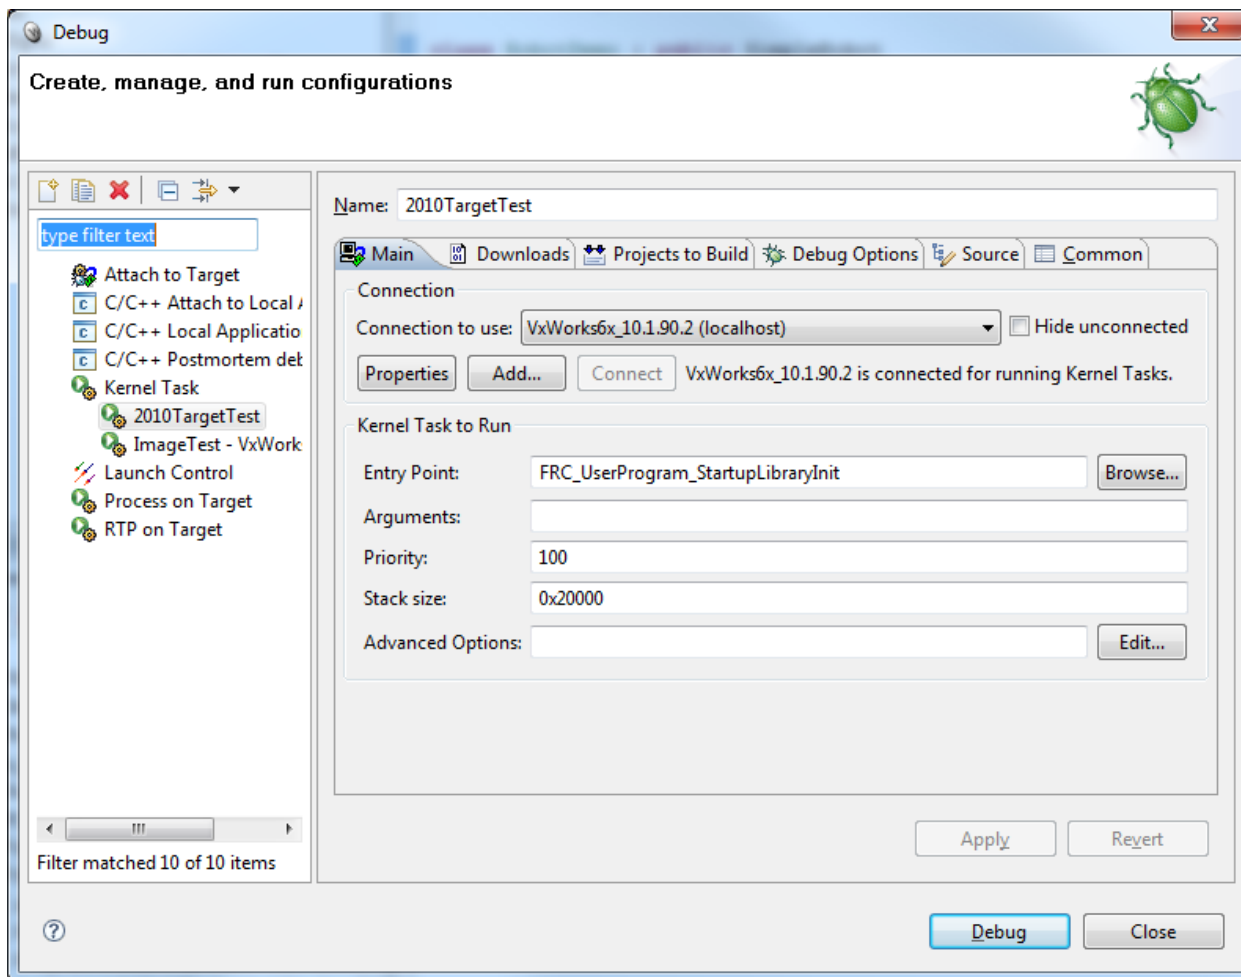 Debug
Create, manage, and run configurations
type filter text
Attach to Target
C/C++ Attach to Local A
C/C++ Local Applicatio
C/C++ Postmortem deb
Kernel Task
2010TargetTest
ImageTest - VxWork
Launch Control
Process on Target
RTP on Target
Filter matched 10 of 10 items
Name: 2010TargetTest
Main Downloads Projects to Build Debug Options Source Common
Connection
Connection to use: VxWorks6x_10.1.90.2 (localhost) Hide unconnected
Properties Add... Connect VxWorks6x_10.1.90.2 is connected for running Kernel Tasks.
Kernel Task to Run
Entry Point: FRC_UserProgram_StartupLibraryInit Browse...
Arguments:
Priority: 100
Stack size: 0x20000
Advanced Options: Edit...
Apply Revert
Debug Close